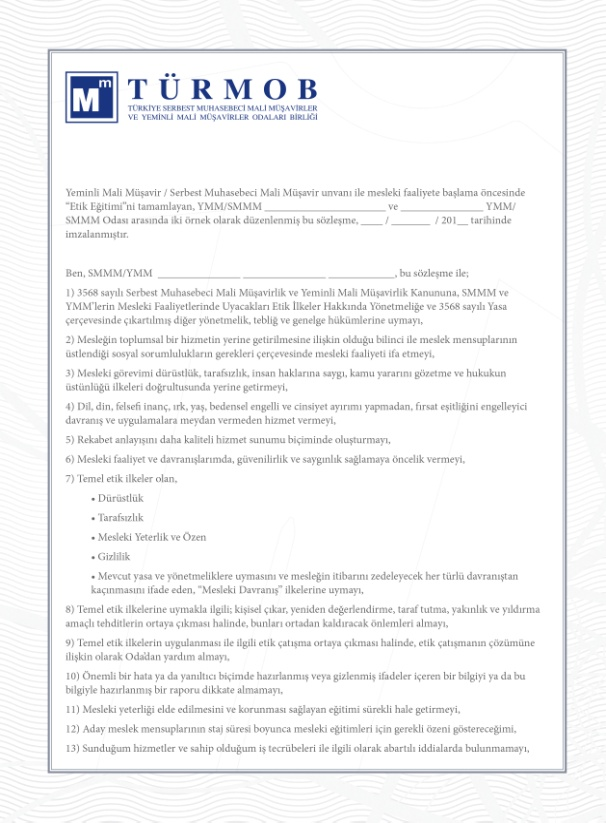 Mm
TÜRMOB
TÜRKİYE SERBEST MUHASEBECİ MALİ MÜŞAVİRLER
VE YEMİNLİ MALİ MÜŞAVİRLER ODALARI BİRLİĞİ
Yeminli Mali Müşavir / Serbest Muhasebeci Mali Müşavir unvanı ile mesleki faaliyete başlama öncesinde
“Etik Eğitimi”ni tamamlayan, YMM/SMMM ______________________ ve _______________ YMM/
SMMM Odası arasında iki örnek olarak düzenlenmiş bu sözleşme, ____ / _______ / 201__ tarihinde
imzalanmıştır.
Ben, SMMM/YMM _______________ _______________ ____________, bu sözleşme ile;
1) 3568 sayılı Serbest Muhasebeci Mali Müşavirlik ve Yeminli Mali Müşavirlik Kanununa, SMMM ve
YMM’lerin Mesleki Faaliyetlerinde Uyacakları Etik İlkeler Hakkında Yönetmeliğe ve 3568 sayılı Yasa
çerçevesinde çıkartılmış diğer yönetmelik, tebliğ ve genelge hükümlerine uymayı,
2) Mesleğin toplumsal bir hizmetin yerine getirilmesine ilişkin olduğu bilinci ile meslek mensuplarının
üstlendiği sosyal sorumlulukların gerekleri çerçevesinde mesleki faaliyeti ifa etmeyi,
3) Mesleki görevimi dürüstlük, tarafsızlık, insan haklarına saygı, kamu yararını gözetme ve hukukun
üstünlüğü ilkeleri doğrultusunda yerine getirmeyi,
4) Dil, din, felsefi inanç, ırk, yaş, bedensel engelli ve cinsiyet ayırımı yapmadan, fırsat eşitliğini engelleyici
davranış ve uygulamalara meydan vermeden hizmet vermeyi,
5) Rekabet anlayışını daha kaliteli hizmet sunumu biçiminde oluşturmayı,
6) Mesleki faaliyet ve davranışlarımda, güvenilirlik ve saygınlık sağlamaya öncelik vermeyi,
7) Temel etik ilkeler olan,
• Dürüstlük
• Tarafsızlık
• Mesleki Yeterlik ve Özen
• Gizlilik
• Mevcut yasa ve yönetmeliklere uymasını ve mesleğin itibarını zedeleyecek her türlü davranıştan
kaçınmasını ifade eden, “Mesleki Davranış” ilkelerine uymayı,
8) Temel etik ilkelerine uymakla ilgili; kişisel çıkar, yeniden değerlendirme, taraf tutma, yakınlık ve yıldırma
amaçlı tehditlerin ortaya çıkması halinde, bunları ortadan kaldıracak önlemleri almayı,
9) Temel etik ilkelerin uygulanması ile ilgili etik çatışma ortaya çıkması halinde, etik çatışmanın çözümüne
ilişkin olarak Oda’dan yardım almayı,
10) Önemli bir hata ya da yanıltıcı biçimde hazırlanmış veya gizlenmiş ifadeler içeren bir bilgiyi ya da bu
bilgiyle hazırlanmış bir raporu dikkate almamayı,
11) Mesleki yeterliği elde edilmesini ve korunması sağlayan eğitimi sürekli hale getirmeyi,
12) Aday meslek mensuplarının staj süresi boyunca mesleki eğitimleri için gerekli özeni göstereceğimi,
13) Sunduğum hizmetler ve sahip olduğum iş tecrübeleri ile ilgili olarak abartılı iddialarda bulunmamayı,